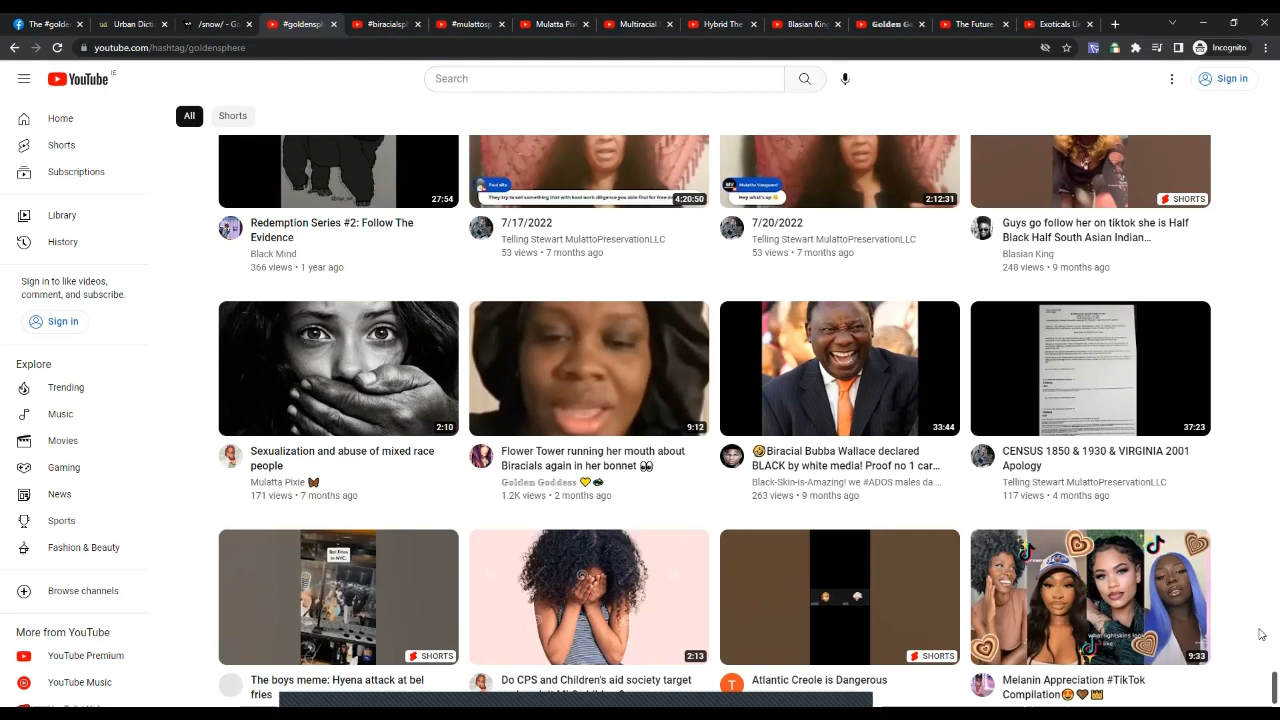 #goldensph
Urban Dictio
/snow/ - Go
#goldensphe
#biracialsph
#mulattosp
Mulatta Pixi
Multiracial
Hybrid The
Blasian King
Golden Go
The Future
Exoticals Un
youtube.com/hashtag/goldensphere
Incognito
YouTube IE
Search
Sign in
All
Shorts
Home
Shorts
Subscriptions
Library
History
Sign in to like videos,
comment, and subscribe.
Sign in
Explore
Trending
Music
Movies
Gaming
News
Sports
Fashion & Beauty
Browse channels
More from YouTube
YouTube Premium
YouTube Music
27:54
Redemption Series #2: Follow The
Evidence
Black Mind
366 views • 1 year ago
They try to sell something that with hard work diligence you able find for free
4:20:50
7/17/2022
Telling Stewart MulattoPreservationLLC
53 views • 7 months ago
Mulatto Vanguard
Hey what's up
2:12:31
7/20/2022
Telling Stewart MulattoPreservationLLC
53 views • 7 months ago
SHORTS
Guys go follow her on tiktok she is Half
Black Half South Asian Indian...
Blasian King
248 views • 9 months ago
2:10
Sexualization and abuse of mixed race
people
Mulatta Pixie 🦋
171 views • 7 months ago
9:12
Flower Tower running her mouth about
Biracials again in her bonnet 👀
Golden Goddess 💛
1.2K views • 2 months ago
33:44
🤣Biracial Bubba Wallace declared
BLACK by white media! Proof no 1 car...
Black-Skin-is-Amazing! we #ADOS males da ...
263 views • 9 months ago
37:23
CENSUS 1850 & 1930 & VIRGINIA 2001
Apology
Telling Stewart MulattoPreservationLLC
117 views • 4 months ago
Bel Fries
in NYC.
SHORTS
The boys meme: Hyena attack at bel
fries
2:13
Do CPS and Children's aid society target
SHORTS
T
Atlantic Creole is Dangerous
what lightskins look
like
9:33
Melanin Appreciation #TikTok
Compilation😍🤎👑